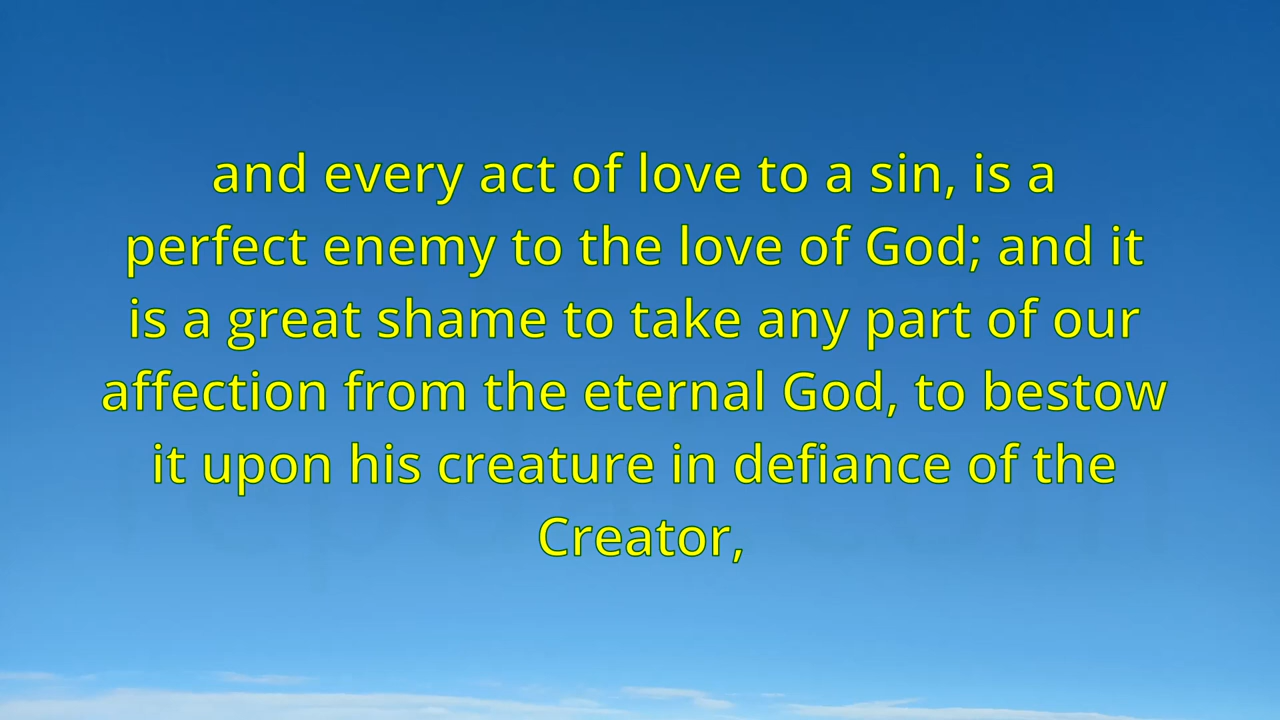 and every act of love to a sin, is a
perfect enemy to the love of God; and it
is a great shame to take any part of our
affection from the eternal God, to bestow
it upon his creature in defiance of the
Creator,